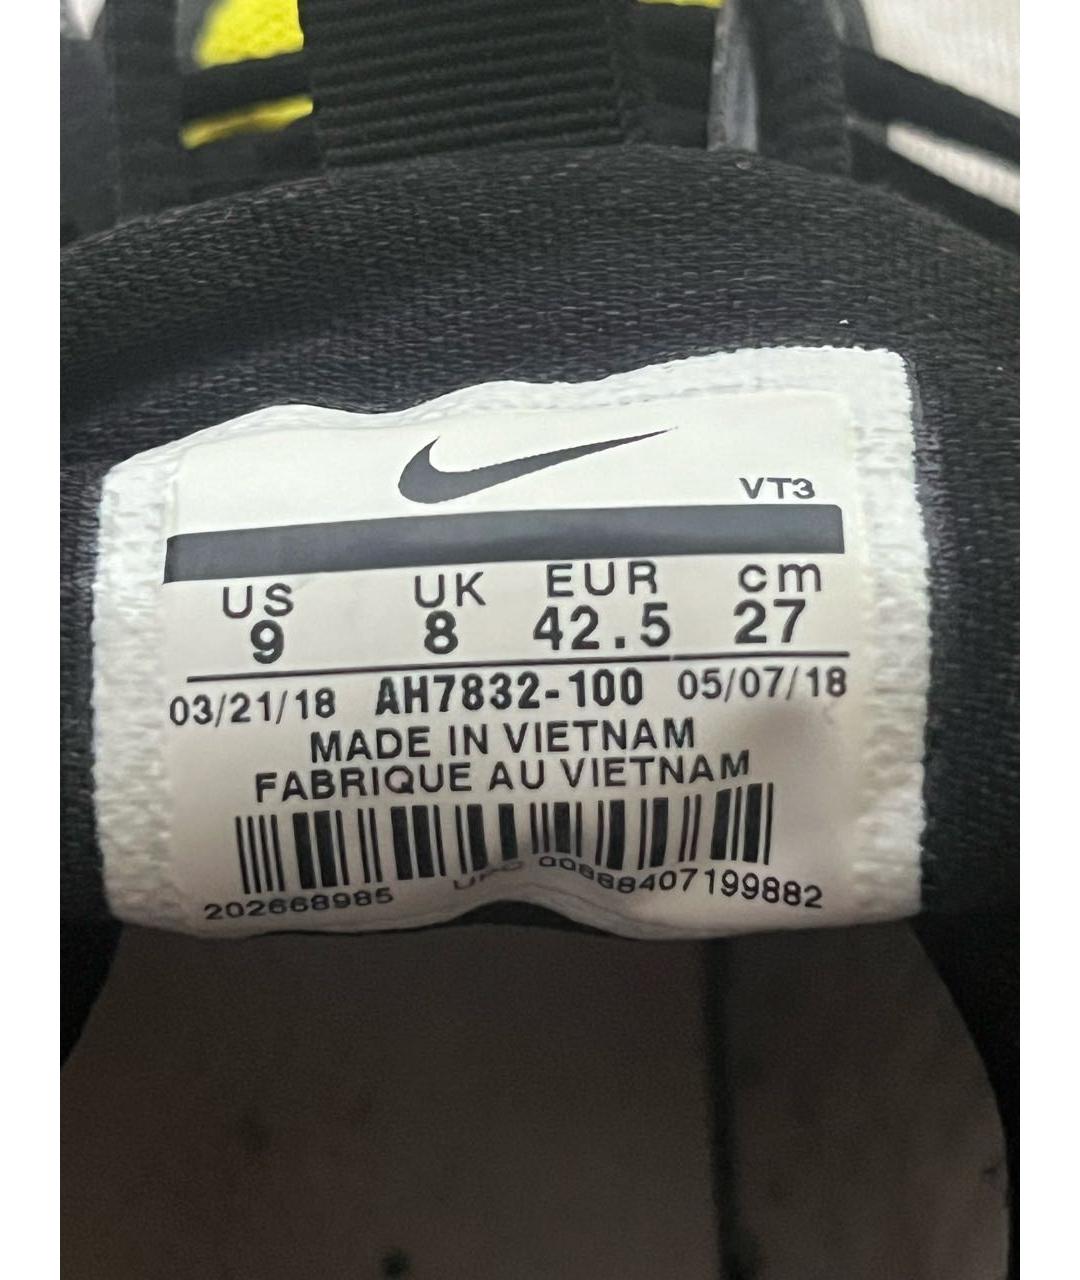 VT3
US UK EUR cm
9 8 42.5 27
03/21/18 AH7832-100 05/07/18
MADE IN VIETNAM
FABRIQUE AU VIETNAM
202668985 UPC 00888407199882